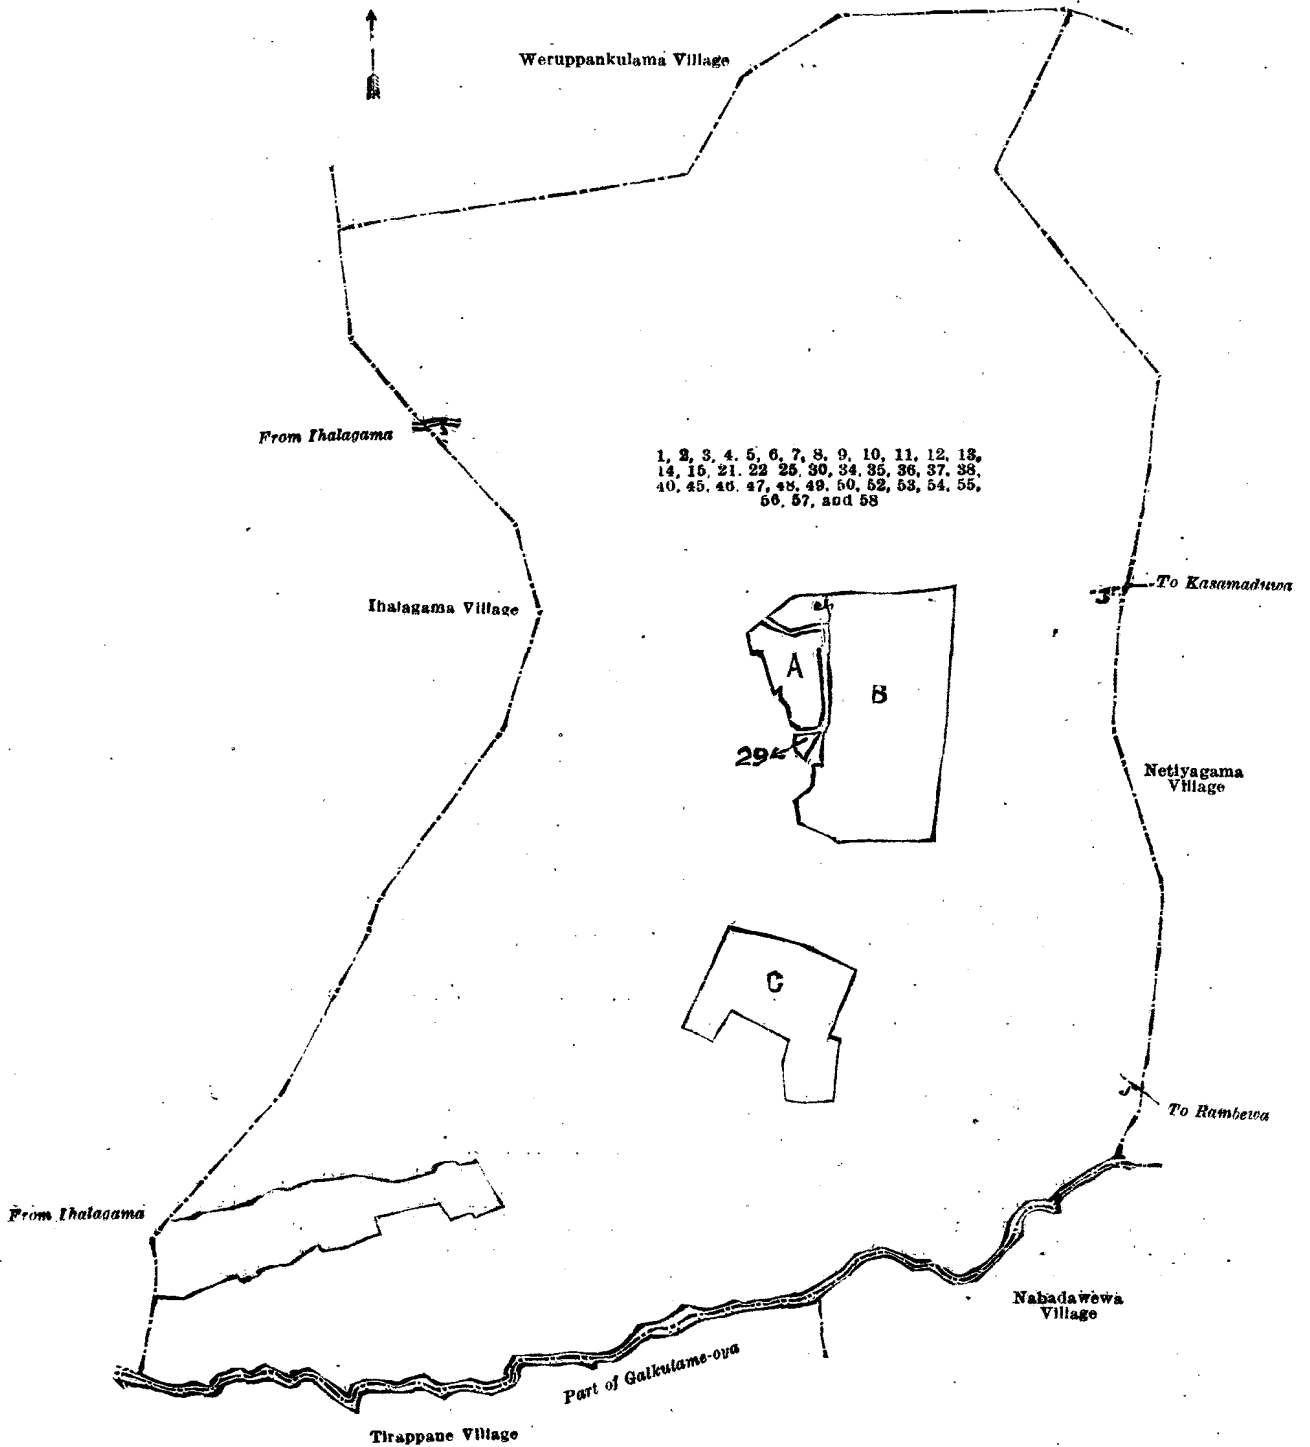 Weruppankulama Village
From Ihalagama
1, 2, 3, 4, 5, 6, 7, 8, 9, 10, 11, 12, 13,
14, 15, 21, 22, 25, 30, 34, 35, 36, 37, 38,
40, 45, 46, 47, 48, 49, 50, 52, 53, 54, 55,
56, 57, and 58
To Kasamaduwa
Ihalagama Village
A
B
29
Netiyagama
Village
C
To Rambewa
From Ihalagama
Nabadawewa
Village
Part of Galkulame-oya
Tirappane Village